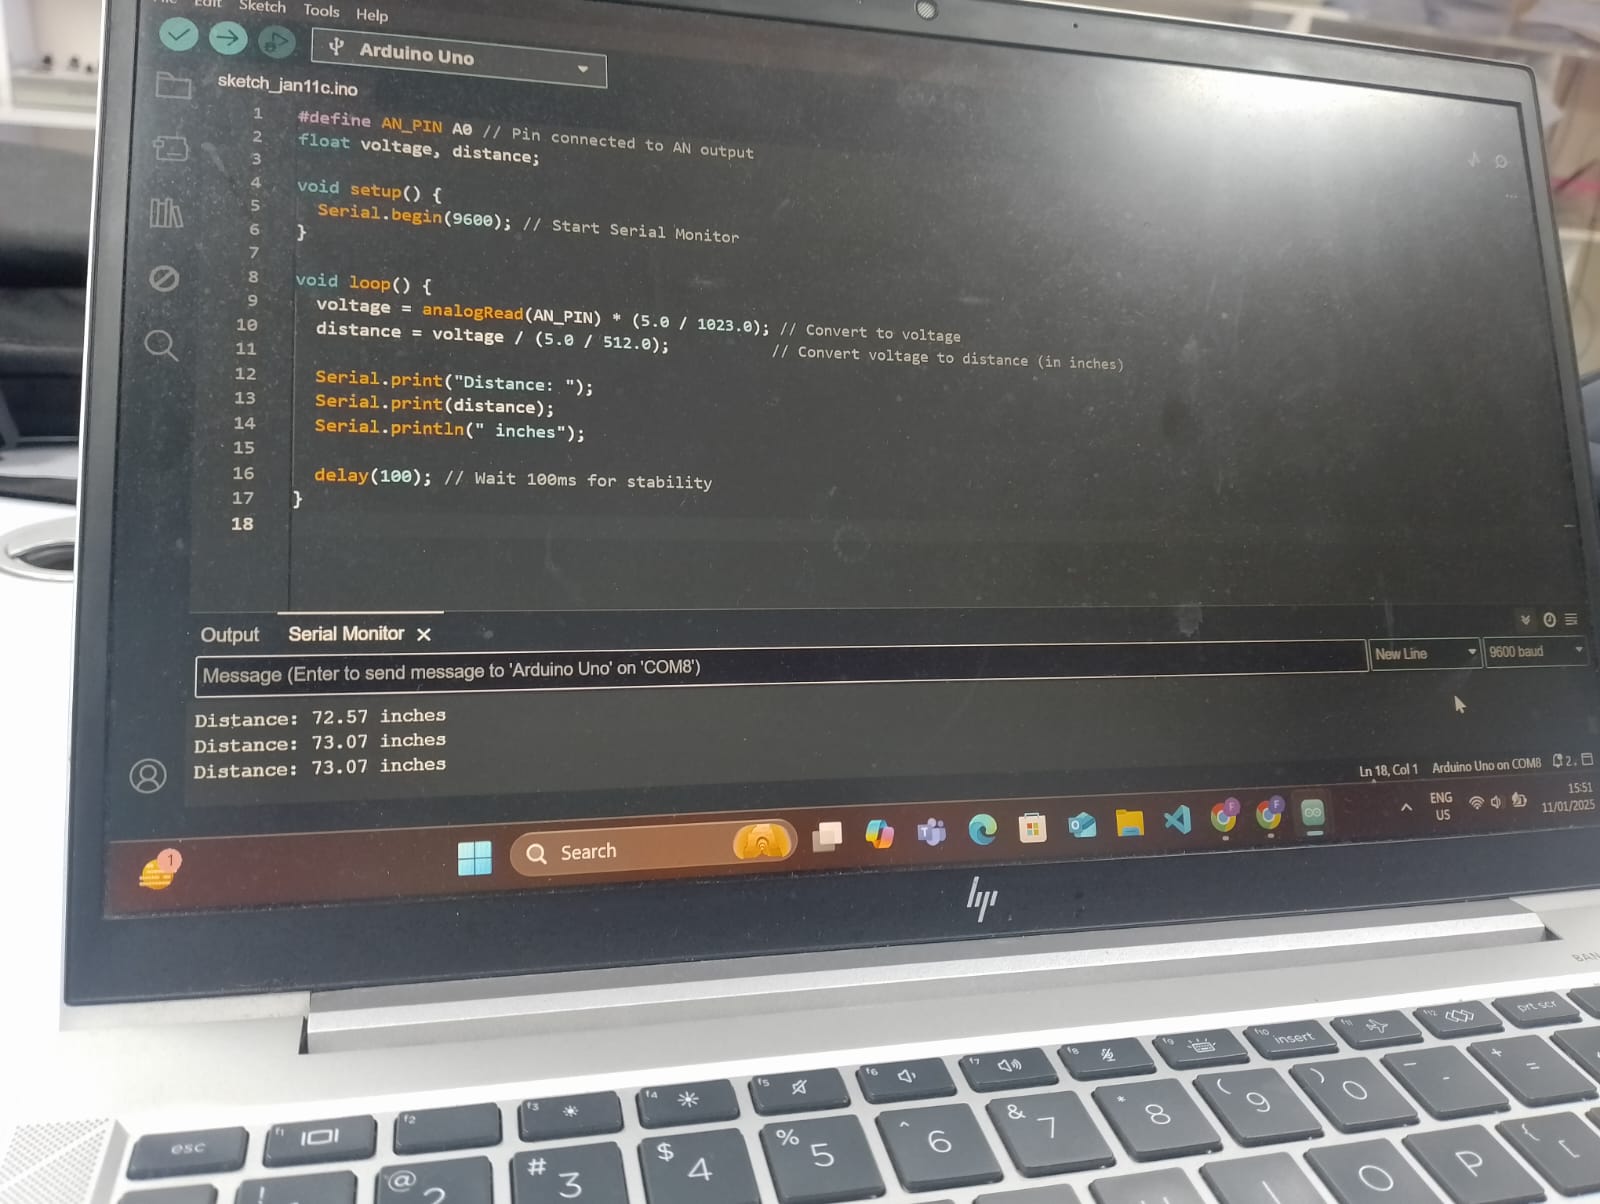 Edit Sketch Tools Help
Arduino Uno
sketch_jan11c.ino
1 #define AN_PIN A0 // Pin connected to AN output
2 float voltage, distance;
3
4 void setup() {
5 Serial.begin(9600); // Start Serial Monitor
6 }
7
8 void loop() {
9 voltage = analogRead(AN_PIN) * (5.0 / 1023.0); // Convert to voltage
10 distance = voltage / (5.0 / 512.0); // Convert voltage to distance (in inches)
11
12 Serial.print("Distance: ");
13 Serial.print(distance);
14 Serial.println(" inches");
15
16 delay(100); // Wait 100ms for stability
17 }
18
Output Serial Monitor
Message (Enter to send message to 'Arduino Uno' on 'COM8')
New Line
9600 baud
Distance: 72.57 inches
Distance: 73.07 inches
Distance: 73.07 inches
Ln 18, Col 1 Arduino Uno on COM8 2
1
Search
ENG
US
15:51
11/01/2025
hp
BAN
esc f1 f2 f3 f4 f5 f6 f7 f8 f9 f10 insert f11 f12 prt scr
! @ 2 # 3 $ 4 % 5 ^ 6 & 7 * 8 ( 9 ) 0 _ - + =
O P { [